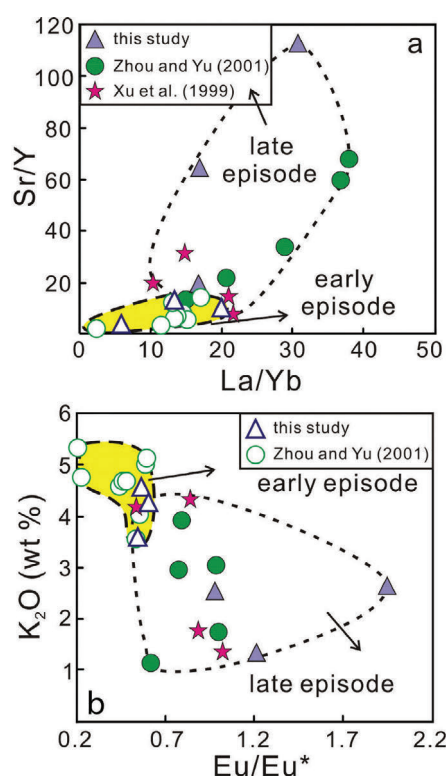 120
100
80
60
40
20
Sr/Y
this study
Zhou and Yu (2001)
Xu et al. (1999)
a
late
episode
early
episode
0
10
20
30
40
50
La/Yb
6
5
4
3
2
1
0
K2O (wt %)
this study
Zhou and Yu (2001)
early episode
late episode
b
0.2
0.7
1.2
1.7
2.2
Eu/Eu*